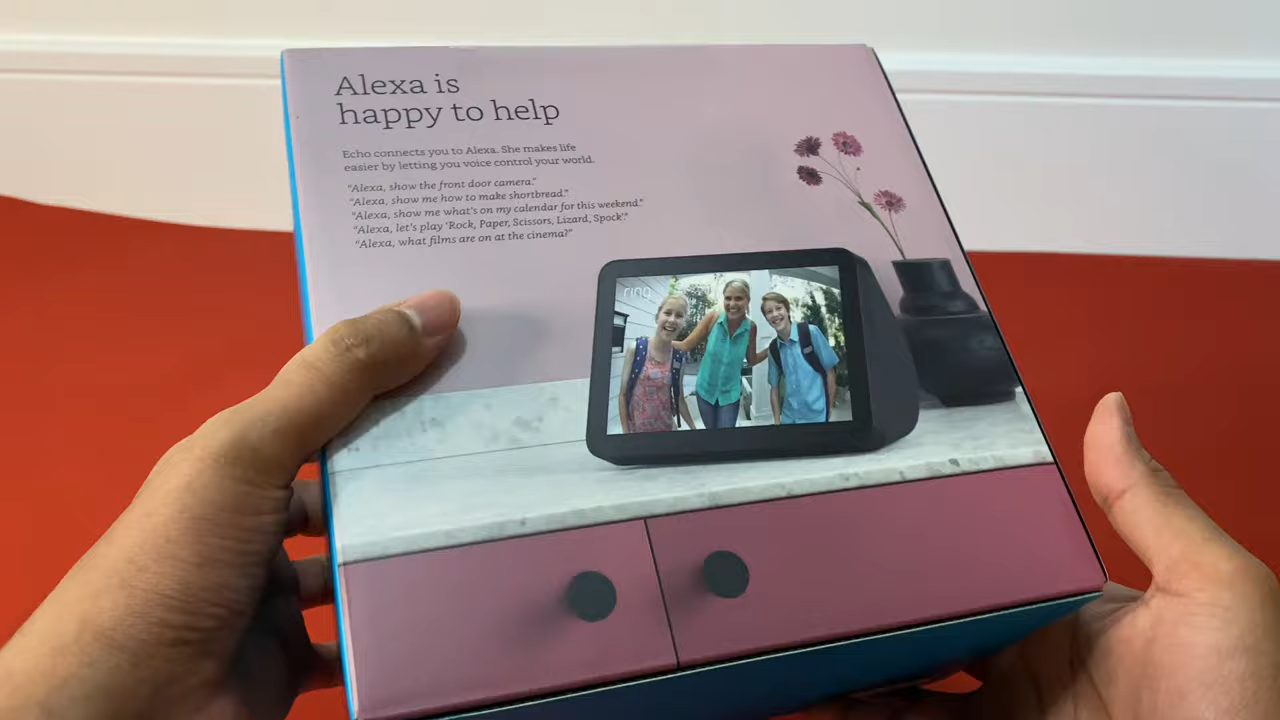 Alexa is
happy to help
Echo connects you to Alexa. She makes life
easier by letting you voice control your world.
"Alexa, show the front door camera."
"Alexa, show me how to make shortbread."
"Alexa, show me what's on my calendar for this weekend."
"Alexa, let's play 'Rock, Paper, Scissors, Lizard, Spock'."
"Alexa, what films are on at the cinema?"
ring